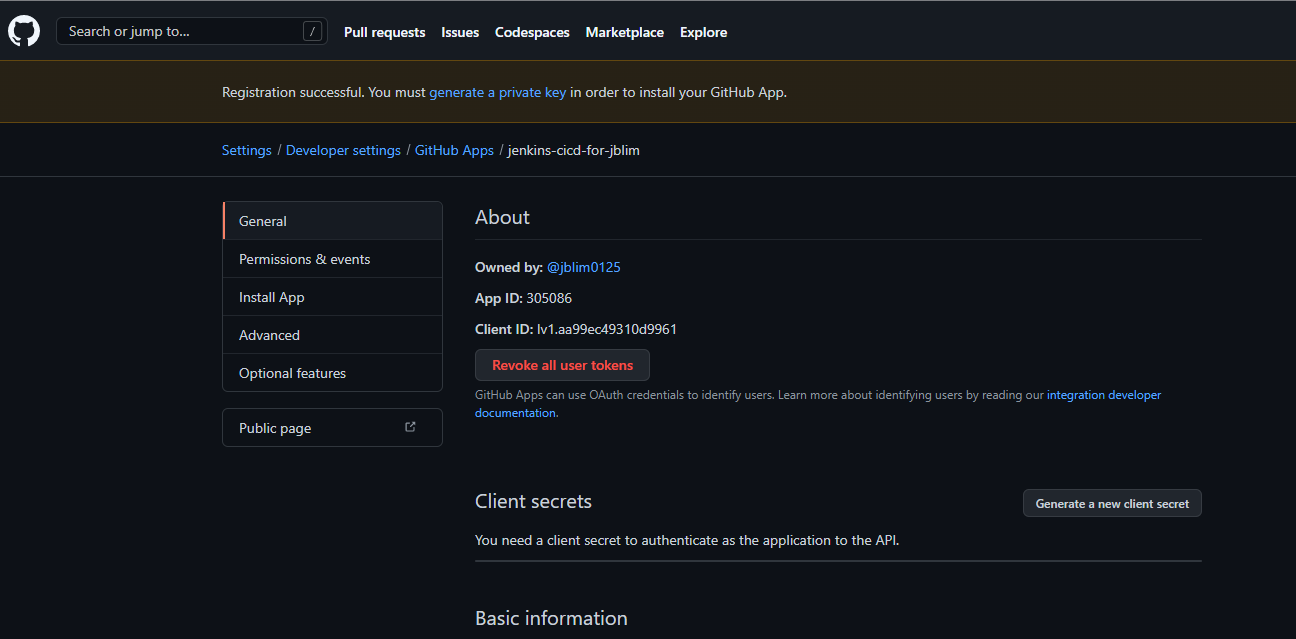 Search or jump to... /
Pull requests Issues Codespaces Marketplace Explore
Registration successful. You must generate a private key in order to install your GitHub App.
Settings / Developer settings / GitHub Apps / jenkins-cicd-for-jblim
General
Permissions & events
Install App
Advanced
Optional features
Public page
About
Owned by: @jblim0125
App ID: 305086
Client ID: lv1.aa99ec49310d9961
Revoke all user tokens
GitHub Apps can use OAuth credentials to identify users. Learn more about identifying users by reading our integration developer
documentation.
Client secrets
Generate a new client secret
You need a client secret to authenticate as the application to the API.
Basic information